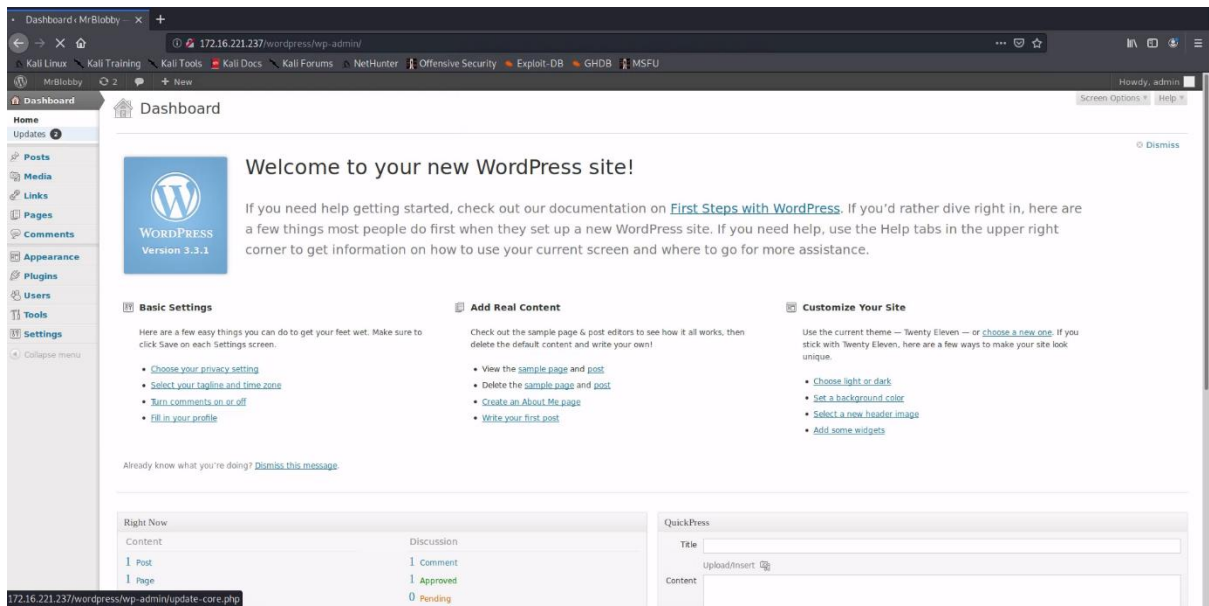 Dashboard ‹ MrBlobby —
172.16.221.237/wordpress/wp-admin/
Kali Linux Kali Training Kali Tools Kali Docs Kali Forums NetHunter Offensive Security Exploit-DB GHDB MSFU
MrBlobby 2 + New Howdy, admin
Dashboard
Home
Updates 2
Posts
Media
Links
Pages
Comments
Appearance
Plugins
Users
Tools
Settings
Collapse menu
Dashboard
Screen Options Help
Dismiss
WORDPRESS
Version 3.3.1
Welcome to your new WordPress site!
If you need help getting started, check out our documentation on First Steps with WordPress. If you'd rather dive right in, here are
a few things most people do first when they set up a new WordPress site. If you need help, use the Help tabs in the upper right
corner to get information on how to use your current screen and where to go for more assistance.
Basic Settings
Here are a few easy things you can do to get your feet wet. Make sure to
click Save on each Settings screen.
• Choose your privacy setting
• Select your tagline and time zone
• Turn comments on or off
• Fill in your profile
Add Real Content
Check out the sample page & post editors to see how it all works, then
delete the default content and write your own!
• View the sample page and post
• Delete the sample page and post
• Create an About Me page
• Write your first post
Customize Your Site
Use the current theme — Twenty Eleven — or choose a new one. If you
stick with Twenty Eleven, here are a few ways to make your site look
unique.
• Choose light or dark
• Set a background color
• Select a new header image
• Add some widgets
Already know what you're doing? Dismiss this message.
Right Now
Content Discussion
1 Post 1 Comment
1 Page 1 Approved
0 Pending
QuickPress
Title
Upload/Insert
Content
172.16.221.237/wordpress/wp-admin/update-core.php